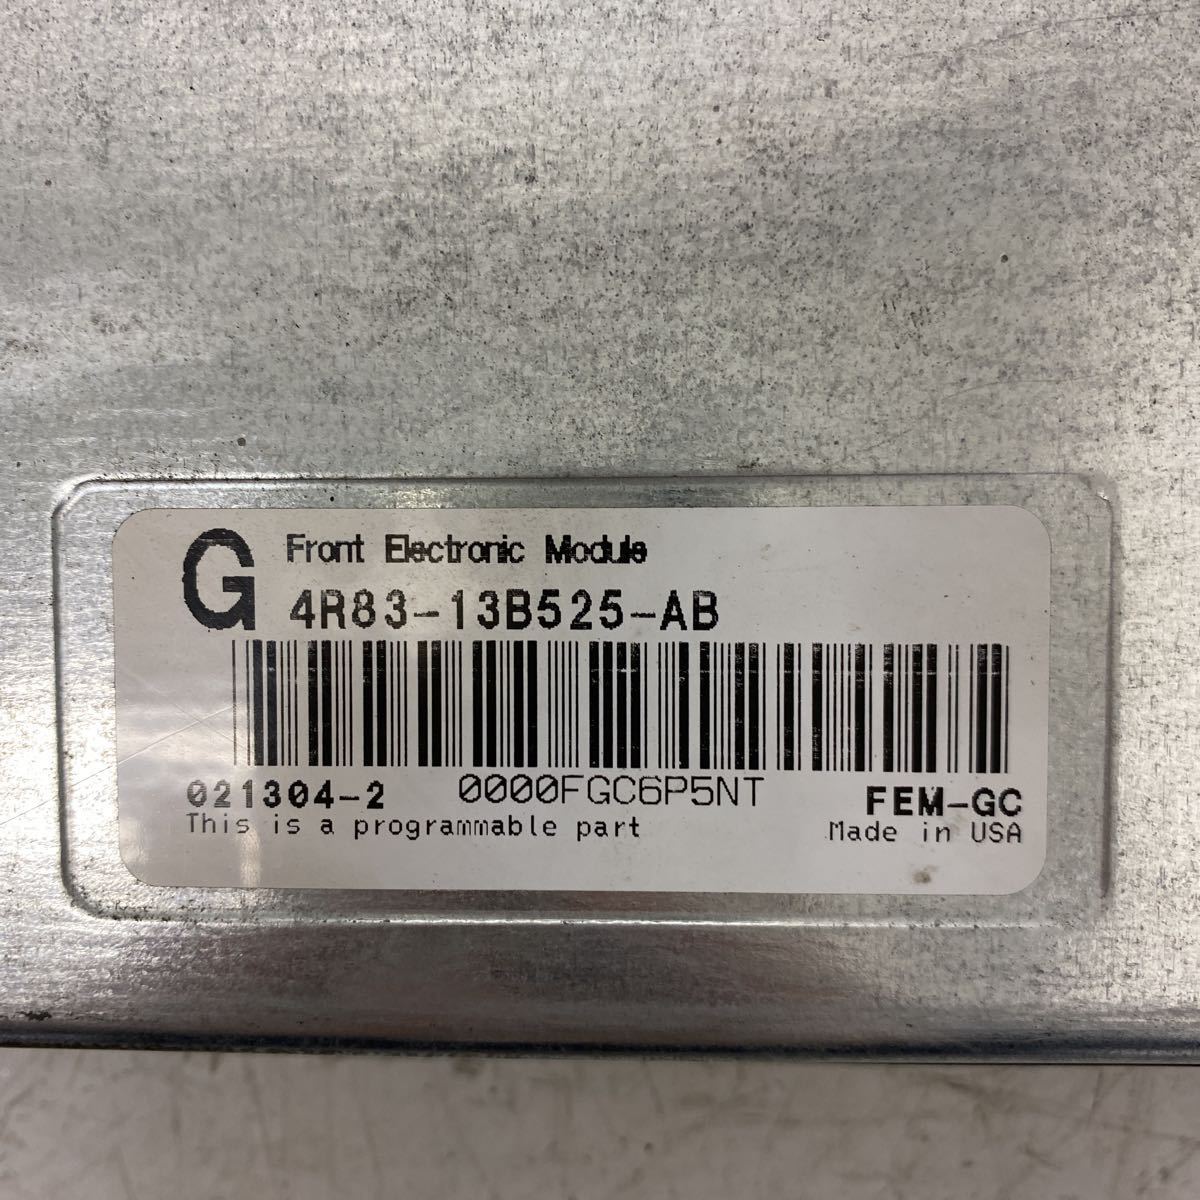 G Front Electronic Module
4R83-13B525-AB
021304-2 0000FGC6P5NT FEM-GC
This is a programmable part Made in USA